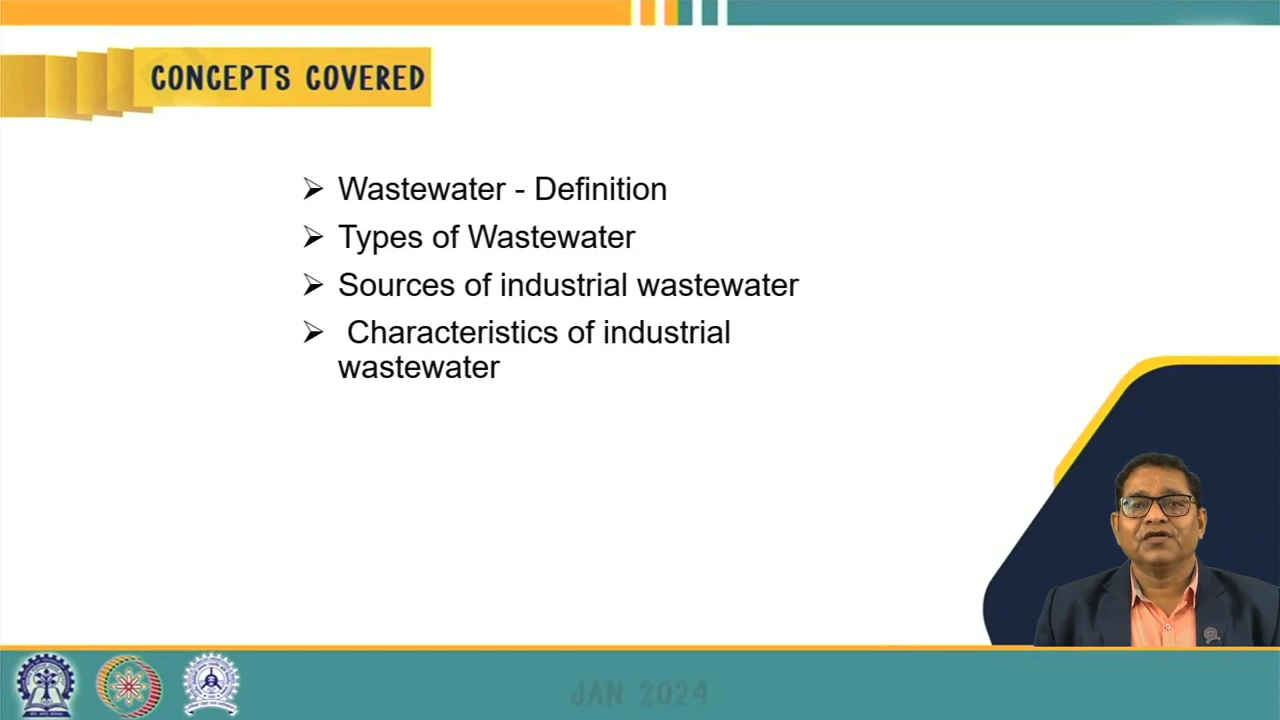 CONCEPTS COVERED
➢ Wastewater - Definition
➢ Types of Wastewater
➢ Sources of industrial wastewater
➢ Characteristics of industrial
wastewater
JAN 2024